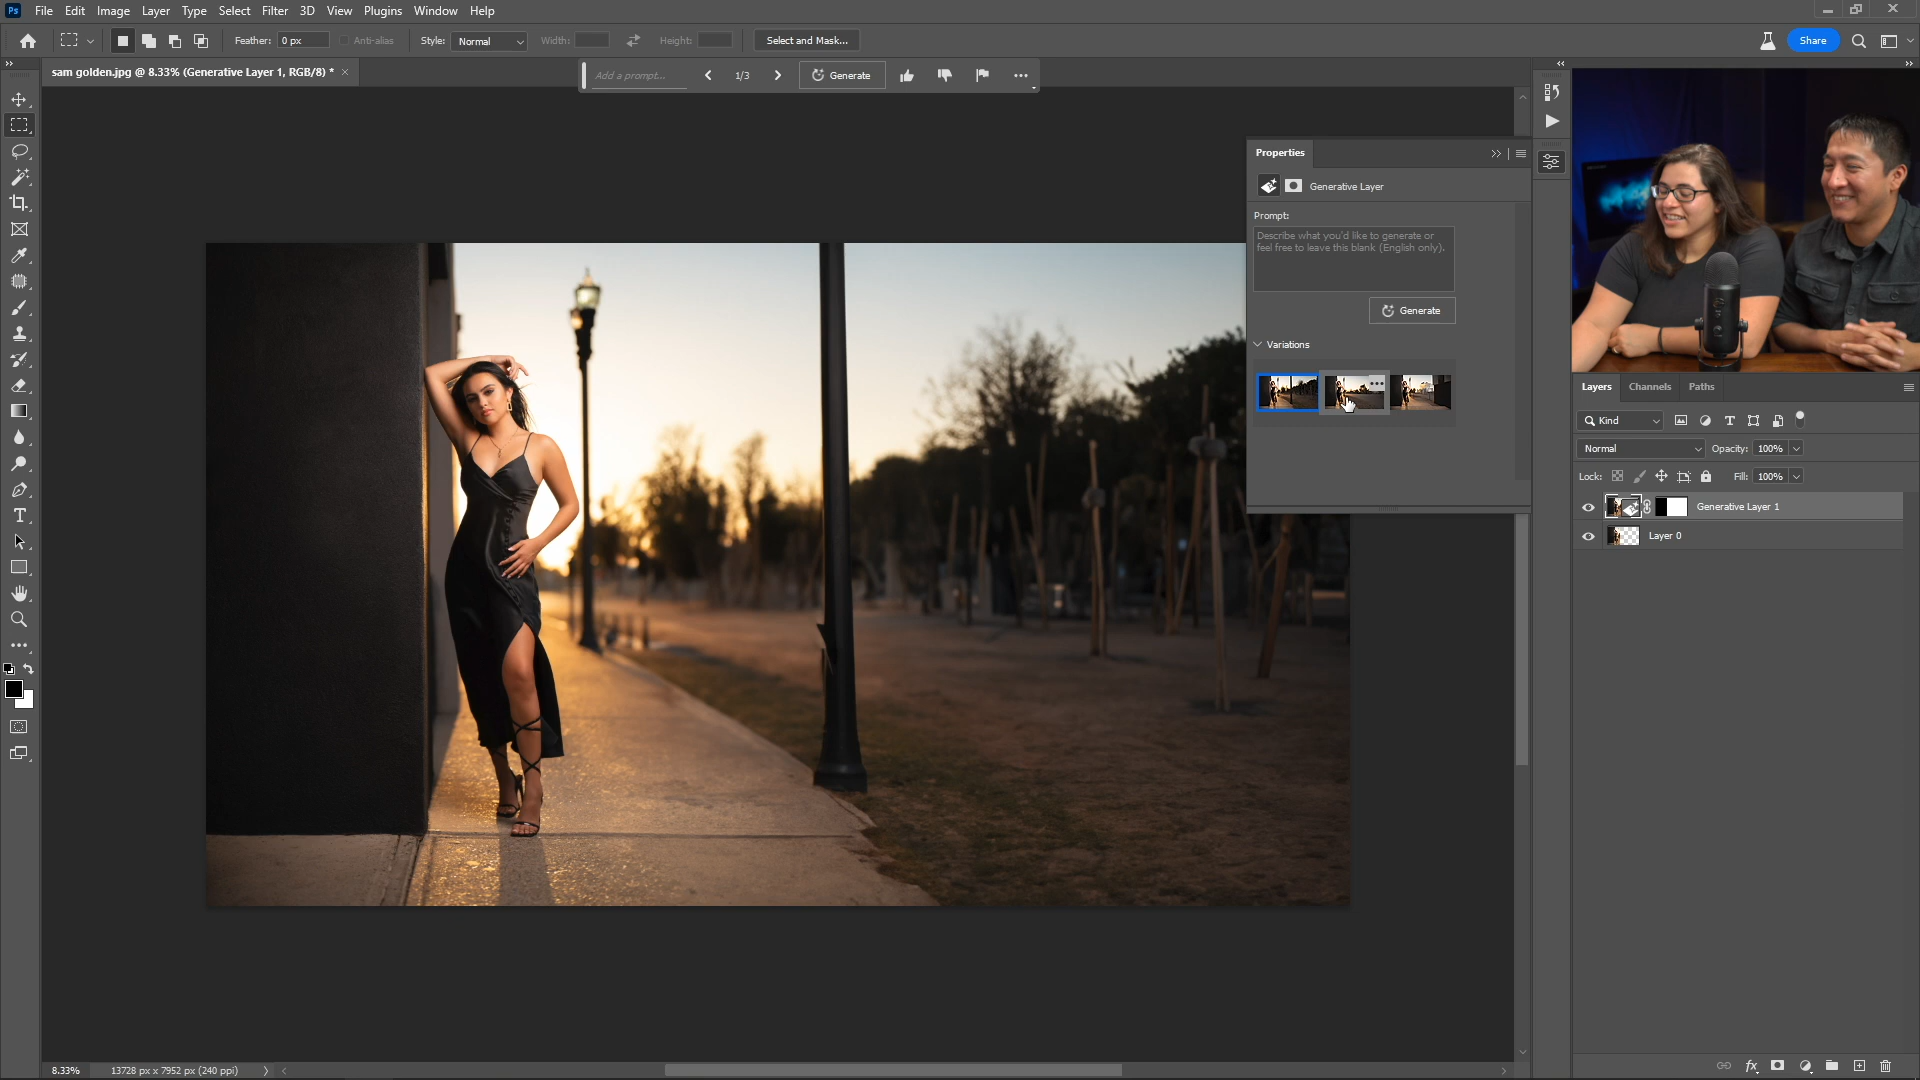 Ps File Edit Image Layer Type Select Filter 3D View Plugins Window Help
Feather: 0 px Anti-alias Style: Normal Width: Height: Select and Mask... Share
sam golden.jpg @ 8.33% (Generative Layer 1, RGB/8) * ×
Add a prompt... 1/3 Generate
Properties
Generative Layer
Prompt:
Describe what you'd like to generate or
feel free to leave this blank (English only).
Generate
Variations
Layers Channels Paths
Kind
Normal Opacity: 100%
Lock: Fill: 100%
Generative Layer 1
Layer 0
8.33% 13728 px x 7952 px (240 ppi)